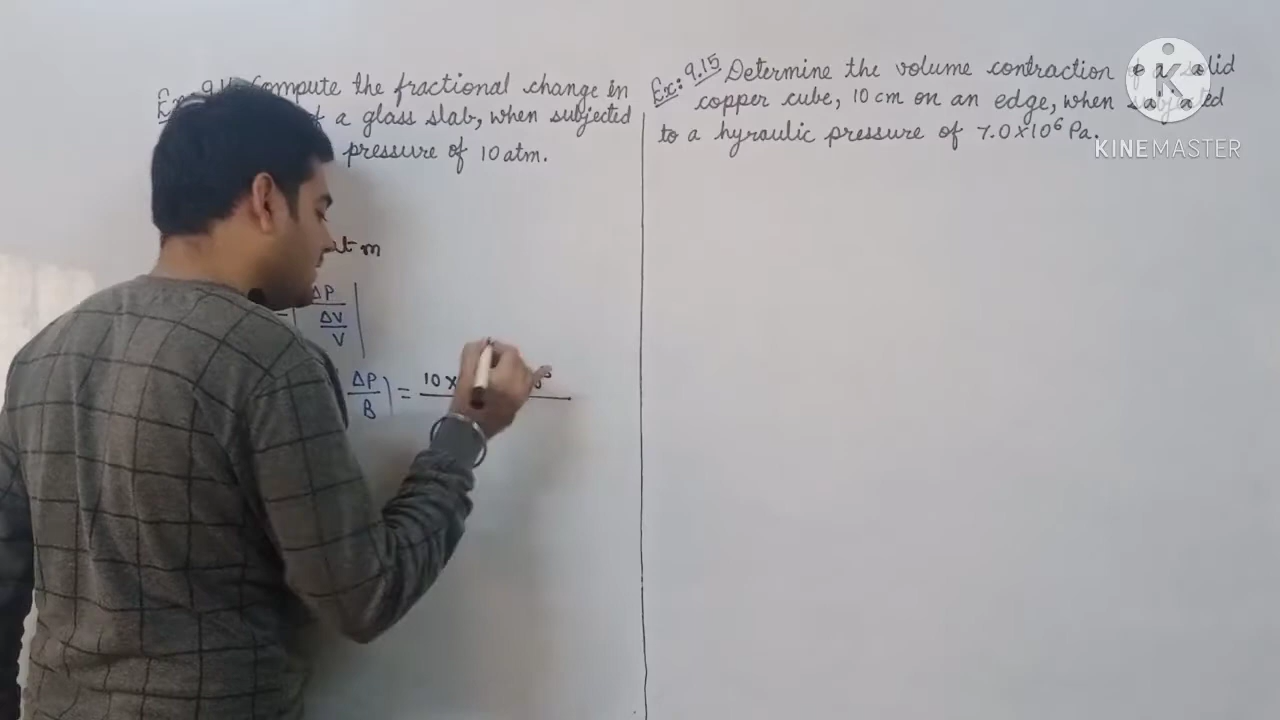 Ex: 9.14 Compute the fractional change in
of a glass slab, when subjected
pressure of 10 atm.
atm
= | ΔP
ΔV
V |
ΔP
B | = 10 ×
Ex: 9.15 Determine the volume contraction of a solid
copper cube, 10 cm on an edge, when subjected
to a hyraulic pressure of 7.0×10⁶ Pa.
K
KINEMASTER